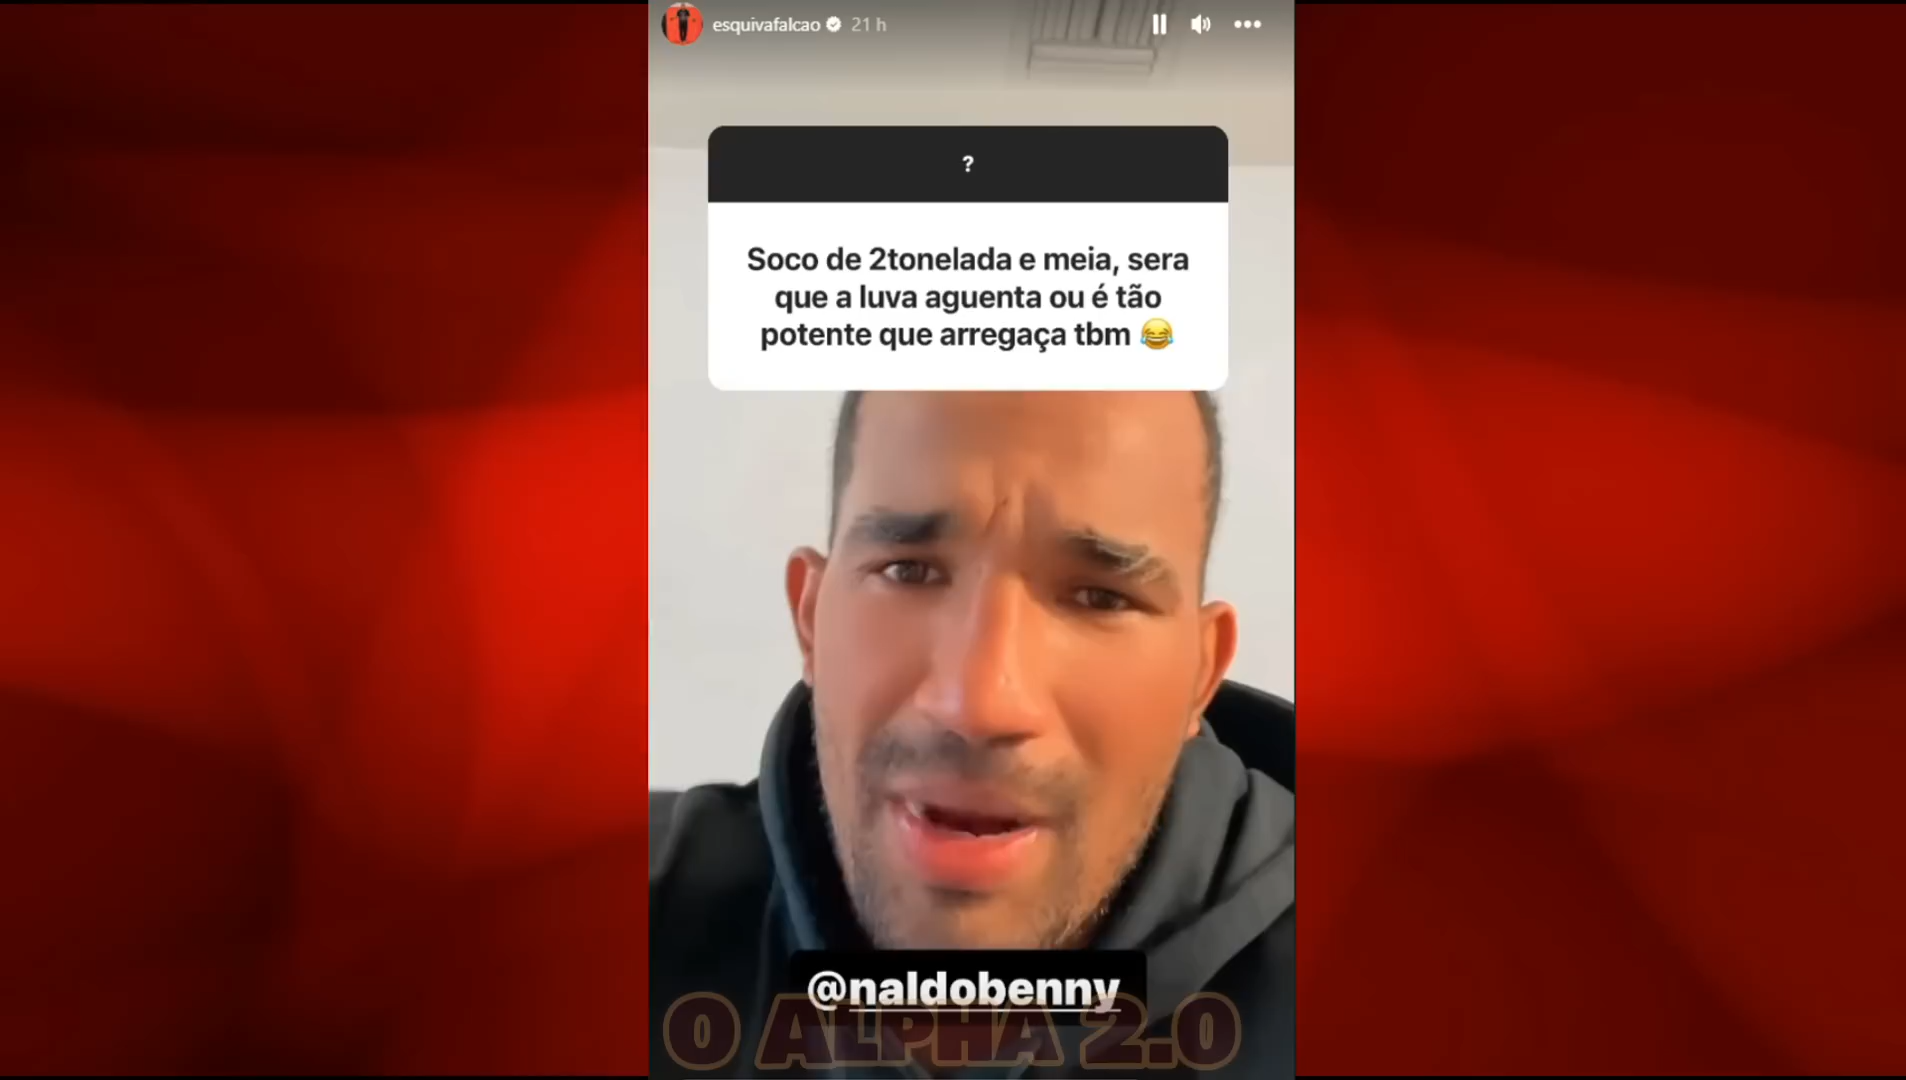 esquivafalcao 21 h
?
Soco de 2tonelada e meia, sera
que a luva aguenta ou é tão
potente que arregaça tbm 😂
@naldobenny
O ALPHA 2.0